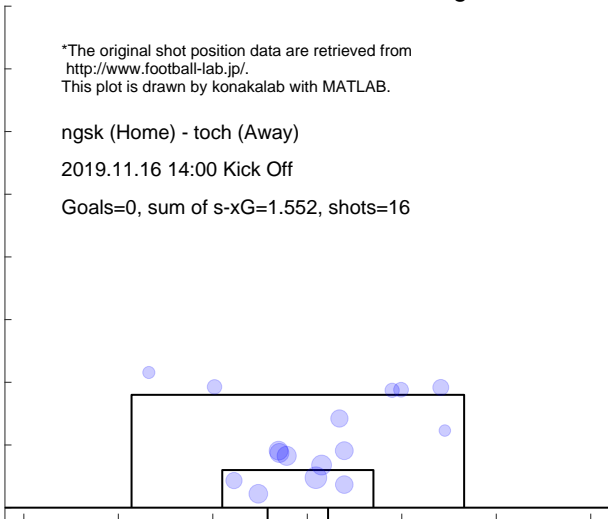 *The original shot position data are retrieved from
http://www.football-lab.jp/.
This plot is drawn by konakalab with MATLAB.
ngsk (Home) - toch (Away)
2019.11.16 14:00 Kick Off
Goals=0, sum of s-xG=1.552, shots=16